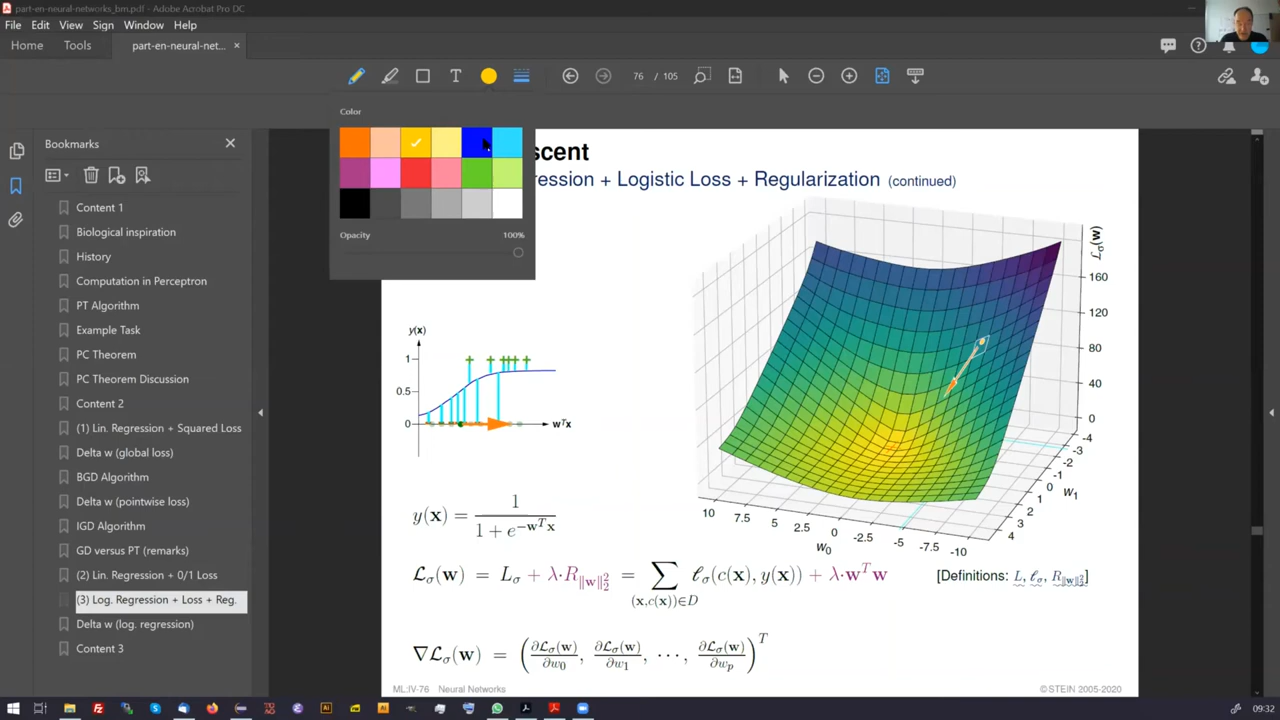 part-en-neural-networks_bm.pdf - Adobe Acrobat Pro DC
File Edit View Sign Window Help
Home Tools part-en-neural-net... ×
76 / 105
Color
Opacity 100%
Bookmarks
Content 1
Biological inspiration
History
Computation in Perceptron
PT Algorithm
Example Task
PC Theorem
PC Theorem Discussion
Content 2
(1) Lin. Regression + Squared Loss
Delta w (global loss)
BGD Algorithm
Delta w (pointwise loss)
IGD Algorithm
GD versus PT (remarks)
(2) Lin. Regression + 0/1 Loss
(3) Log. Regression + Loss + Reg.
Delta w (log. regression)
Content 3
scent
ression + Logistic Loss + Regularization (continued)
y(x)
1
0.5
0
wᵀx
ℒσ(w)
160
120
80
40
0
-4
-3
-2
-1
0
1
2
3
4
w₁
10 7.5 5 2.5 0 -2.5 -5 -7.5 -10
w₀
y(x) = 1 / (1 + e^(−wᵀx))
ℒσ(w) = Lσ + λ·R‖w‖²₂ = ∑(x,c(x))∈D ℓσ(c(x), y(x)) + λ·wᵀw [Definitions: L, ℓσ, R‖w‖²₂]
∇ℒσ(w) = (∂ℒσ(w)/∂w₀, ∂ℒσ(w)/∂w₁, ···, ∂ℒσ(w)/∂wₚ)ᵀ
ML:IV-76 Neural Networks ©STEIN 2005-2020
09:32